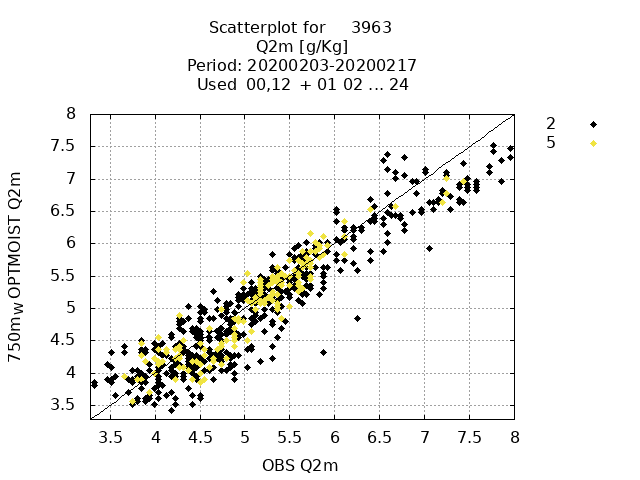 Scatterplot for 3963
Q2m [g/Kg]
Period: 20200203-20200217
Used 00,12 + 01 02 ... 24
2
5
8
7.5
7
6.5
6
5.5
5
4.5
4
3.5
750mw OPTMOIST Q2m
3.5 4 4.5 5 5.5 6 6.5 7 7.5 8
OBS Q2m